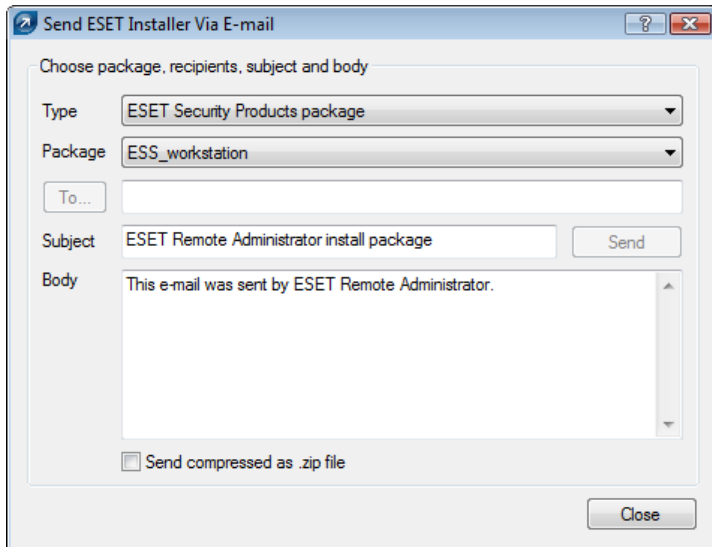 Send ESET Installer Via E-mail
Choose package, recipients, subject and body
Type ESET Security Products package
Package ESS_workstation
To...
Subject ESET Remote Administrator install package Send
Body This e-mail was sent by ESET Remote Administrator.
Send compressed as .zip file
Close